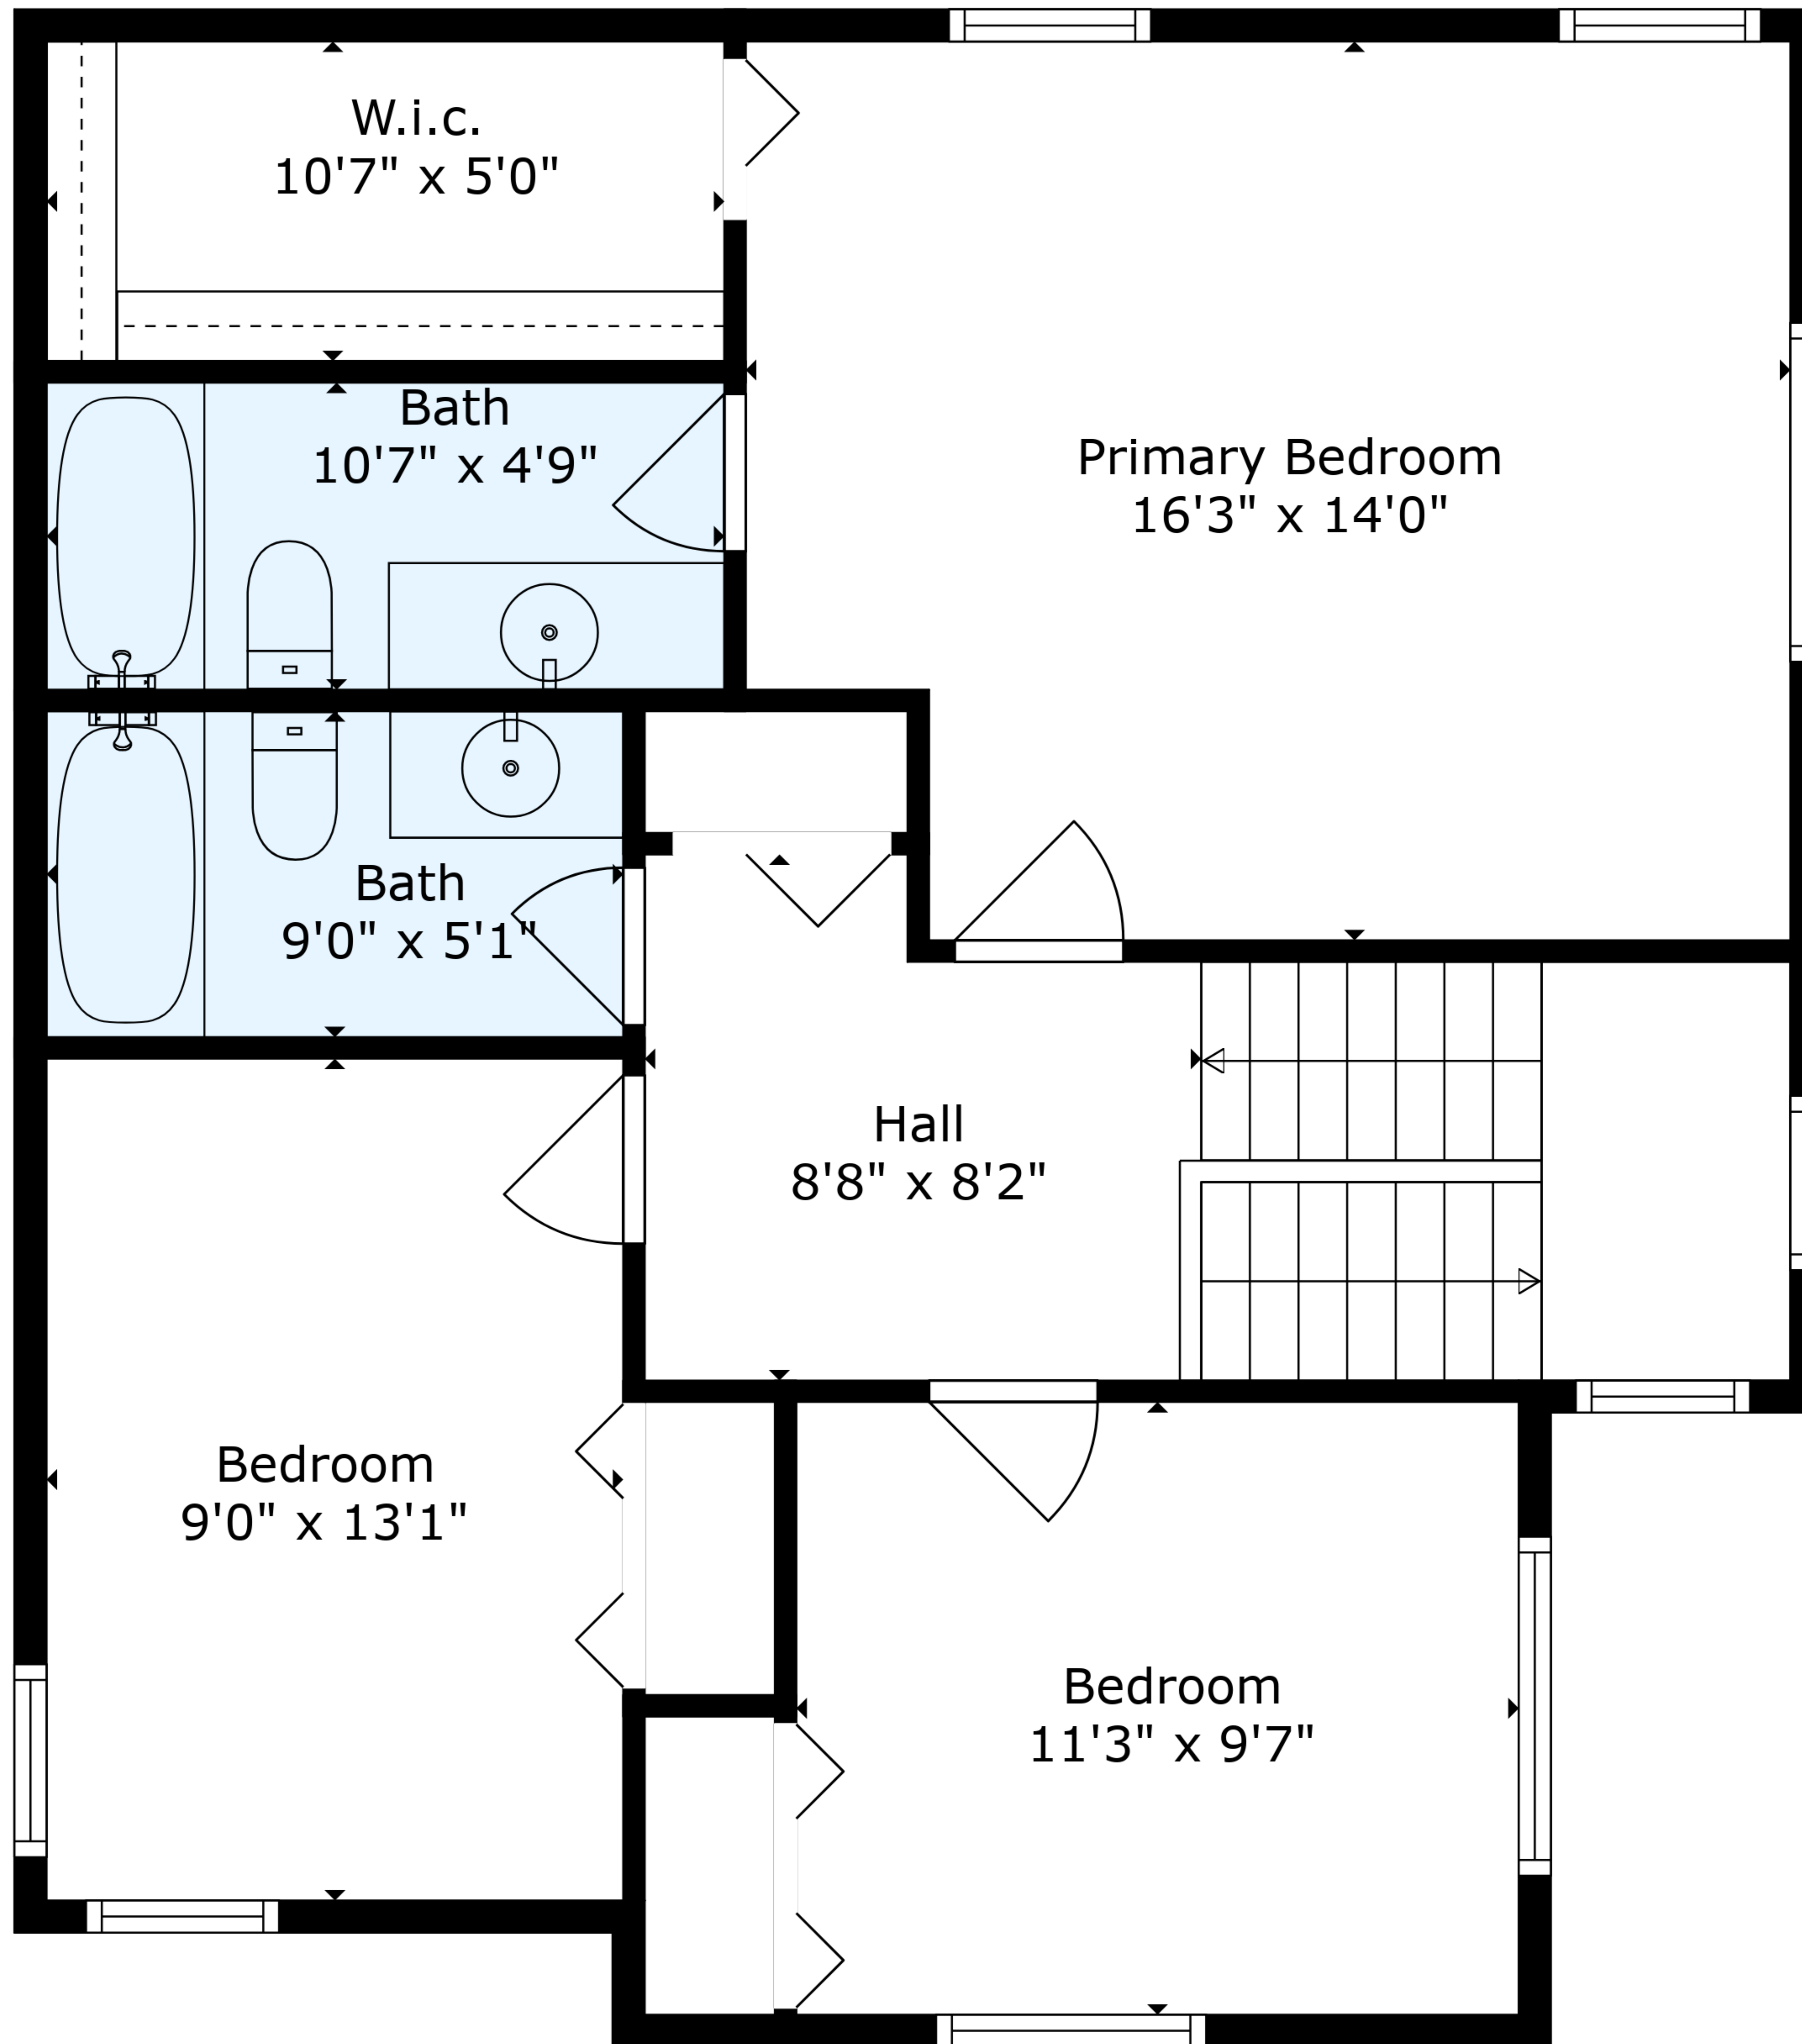 W.i.c.
10'7" x 5'0"
Bath
10'7" x 4'9"
Primary Bedroom
16'3" x 14'0"
Bath
9'0" x 5'1"
Hall
8'8" x 8'2"
Bedroom
9'0" x 13'1"
Bedroom
11'3" x 9'7"